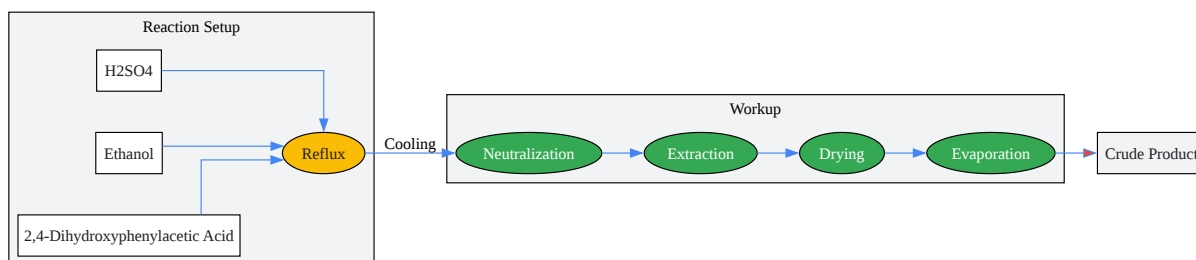 Reaction Setup
H2SO4
Ethanol
2,4-Dihydroxyphenylacetic Acid
Reflux
Cooling
Workup
Neutralization
Extraction
Drying
Evaporation
Crude Product